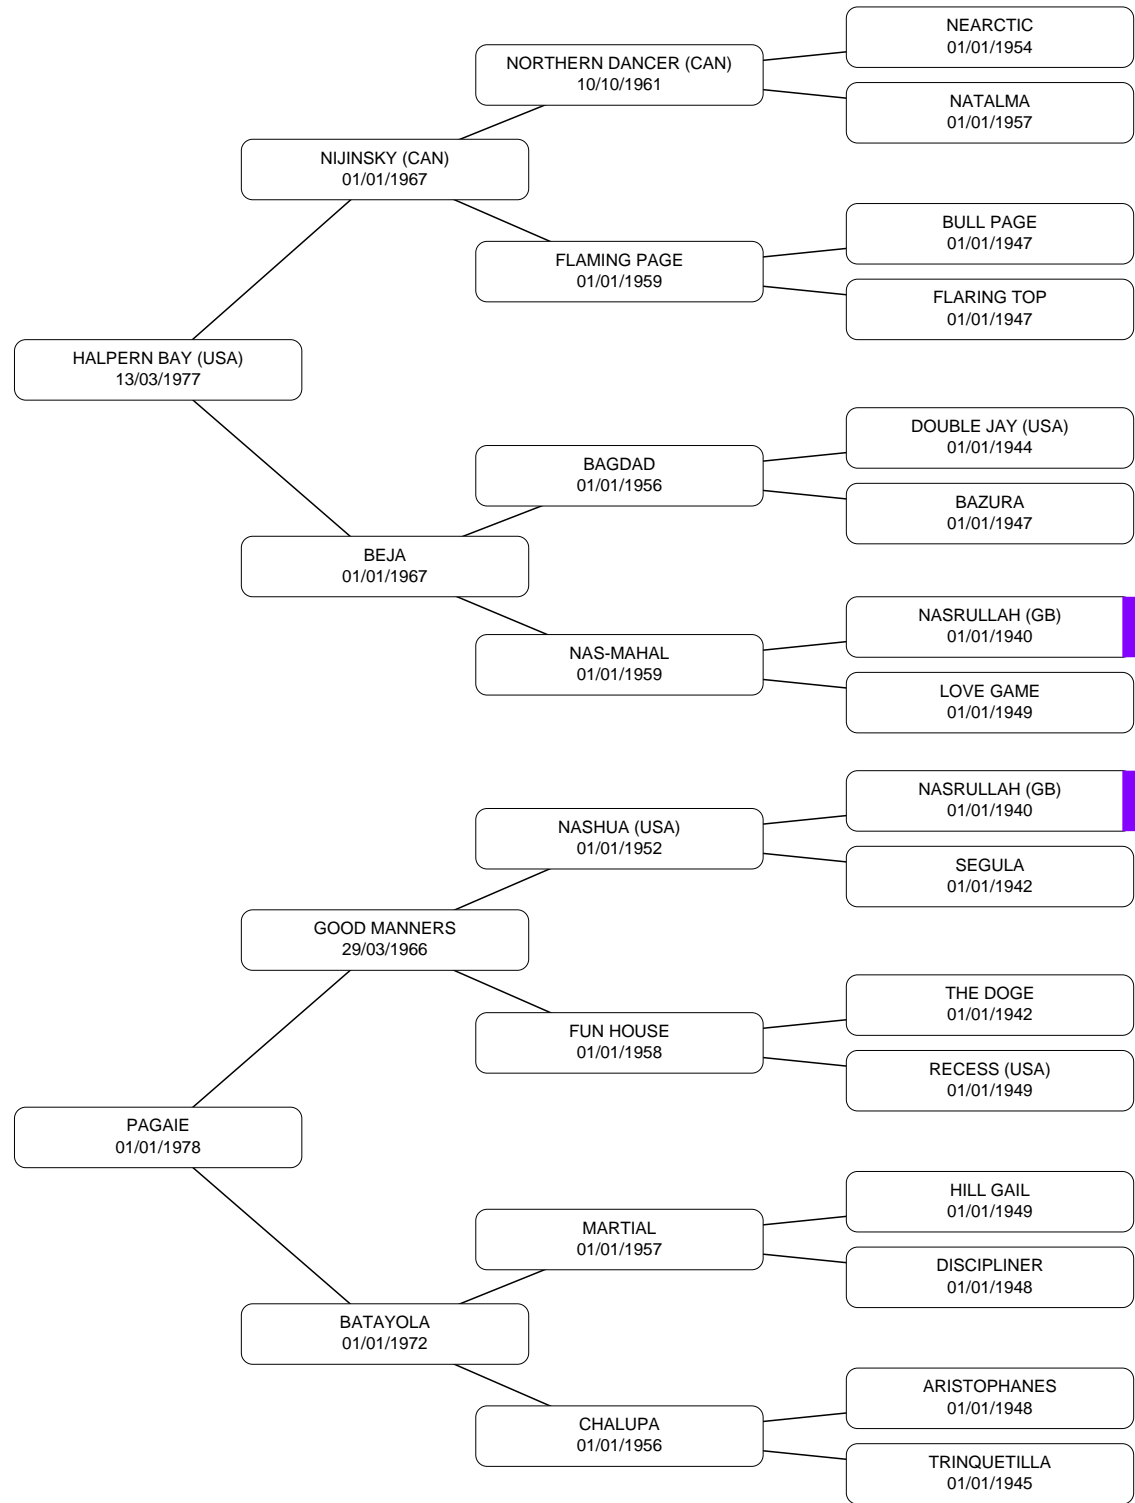 NEARCTIC
01/01/1954
NORTHERN DANCER (CAN)
10/10/1961
NATALMA
01/01/1957
NIJINSKY (CAN)
01/01/1967
BULL PAGE
01/01/1947
FLAMING PAGE
01/01/1959
FLARING TOP
01/01/1947
HALPERN BAY (USA)
13/03/1977
DOUBLE JAY (USA)
01/01/1944
BAGDAD
01/01/1956
BAZURA
01/01/1947
BEJA
01/01/1967
NASRULLAH (GB)
01/01/1940
NAS-MAHAL
01/01/1959
LOVE GAME
01/01/1949
NASRULLAH (GB)
01/01/1940
NASHUA (USA)
01/01/1952
SEGULA
01/01/1942
GOOD MANNERS
29/03/1966
THE DOGE
01/01/1942
FUN HOUSE
01/01/1958
RECESS (USA)
01/01/1949
PAGAIE
01/01/1978
HILL GAIL
01/01/1949
MARTIAL
01/01/1957
DISCIPLINER
01/01/1948
BATAYOLA
01/01/1972
ARISTOPHANES
01/01/1948
CHALUPA
01/01/1956
TRINQUETILLA
01/01/1945